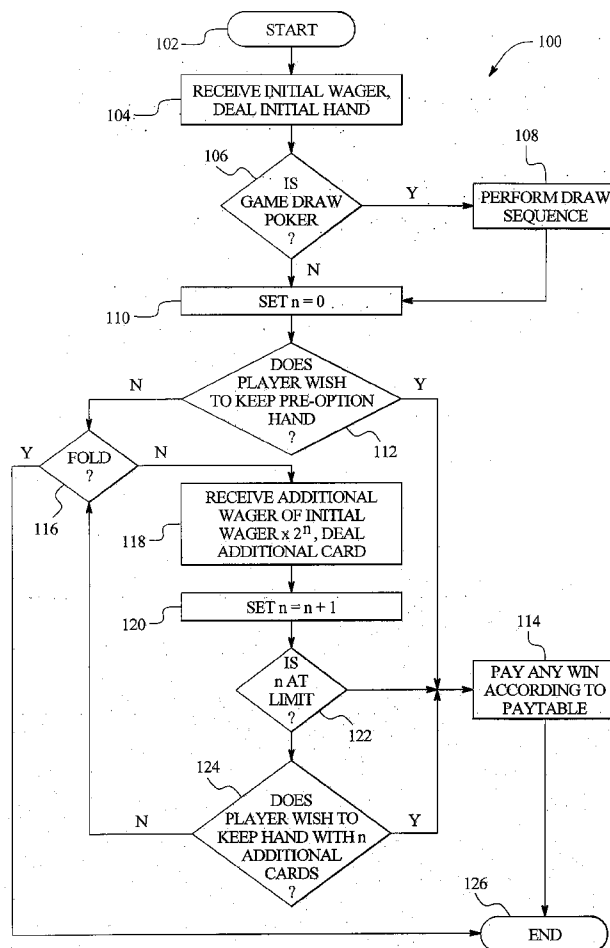 START
102
100
RECEIVE INITIAL WAGER,
DEAL INITIAL HAND
104
106
IS
GAME DRAW
POKER
?
Y
108
PERFORM DRAW
SEQUENCE
N
SET n = 0
110
DOES
PLAYER WISH
TO KEEP PRE-OPTION
HAND
?
N
Y
112
Y
FOLD
?
N
116
RECEIVE ADDITIONAL
WAGER OF INITIAL
WAGER x 2^n, DEAL
ADDITIONAL CARD
118
SET n = n + 1
120
IS
n AT
LIMIT
?
122
114
PAY ANY WIN
ACCORDING TO
PAYTABLE
124
DOES
PLAYER WISH TO
KEEP HAND WITH n
ADDITIONAL
CARDS
?
N
Y
126
END